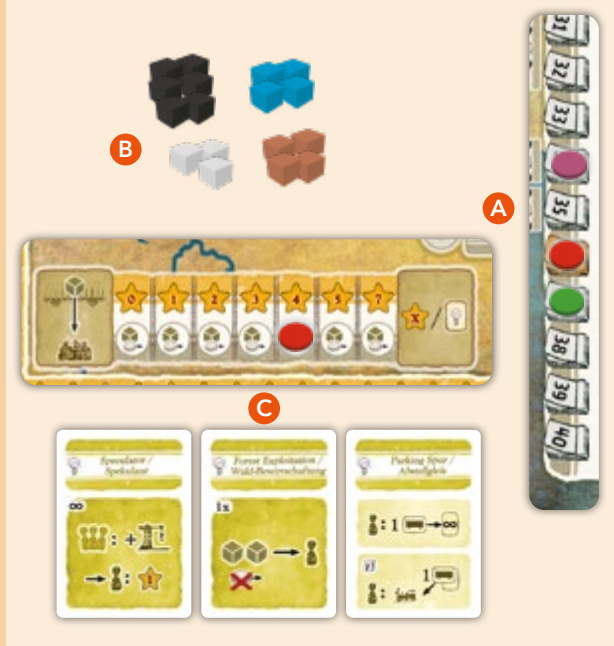 31
32
33
B
A
35
0 1 2 3 4 5 7
X /
38
39
40
C
Speculator /
Spekulant
Forest Exploitation /
Wald-Bewirtschaftung
Parking Spur /
Abstellgleis
∞
: +
: 1
1x
: 1 ∞
1
: